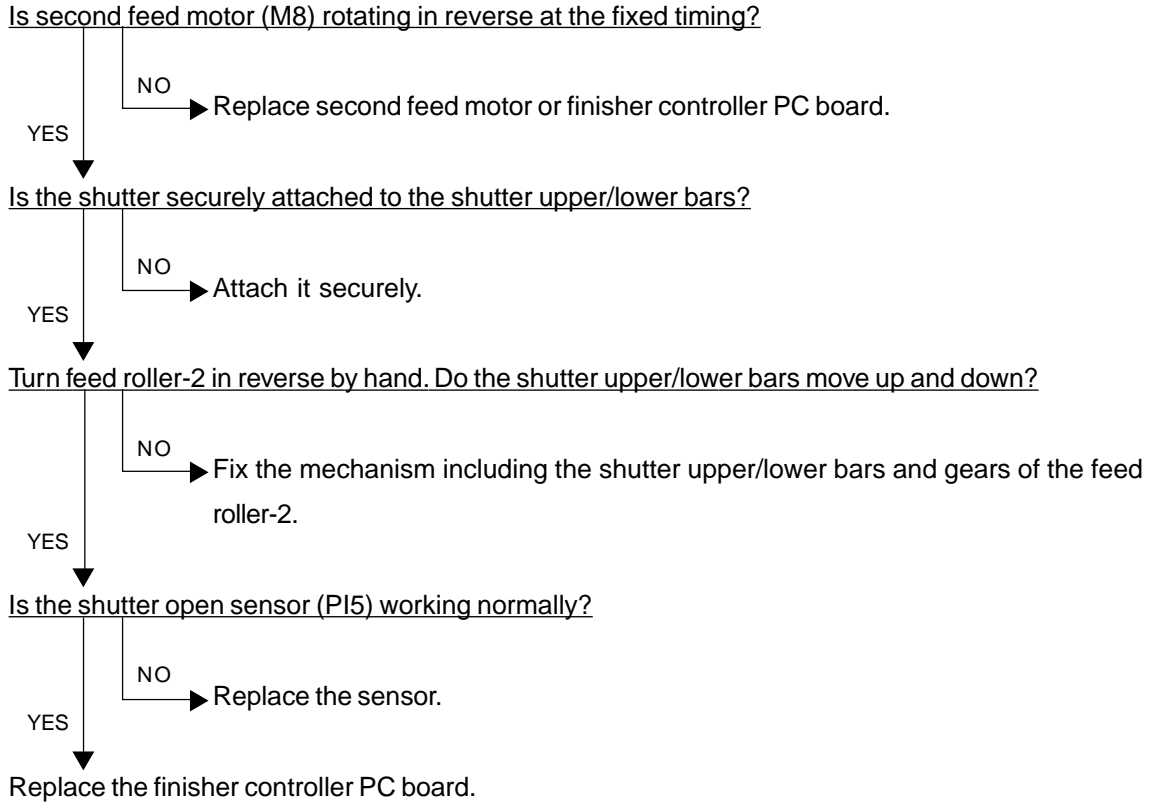 Is second feed motor (M8) rotating in reverse at the fixed timing?
NO
Replace second feed motor or finisher controller PC board.
YES
Is the shutter securely attached to the shutter upper/lower bars?
NO
Attach it securely.
YES
Turn feed roller-2 in reverse by hand. Do the shutter upper/lower bars move up and down?
NO
Fix the mechanism including the shutter upper/lower bars and gears of the feed
roller-2.
YES
Is the shutter open sensor (PI5) working normally?
NO
Replace the sensor.
YES
Replace the finisher controller PC board.